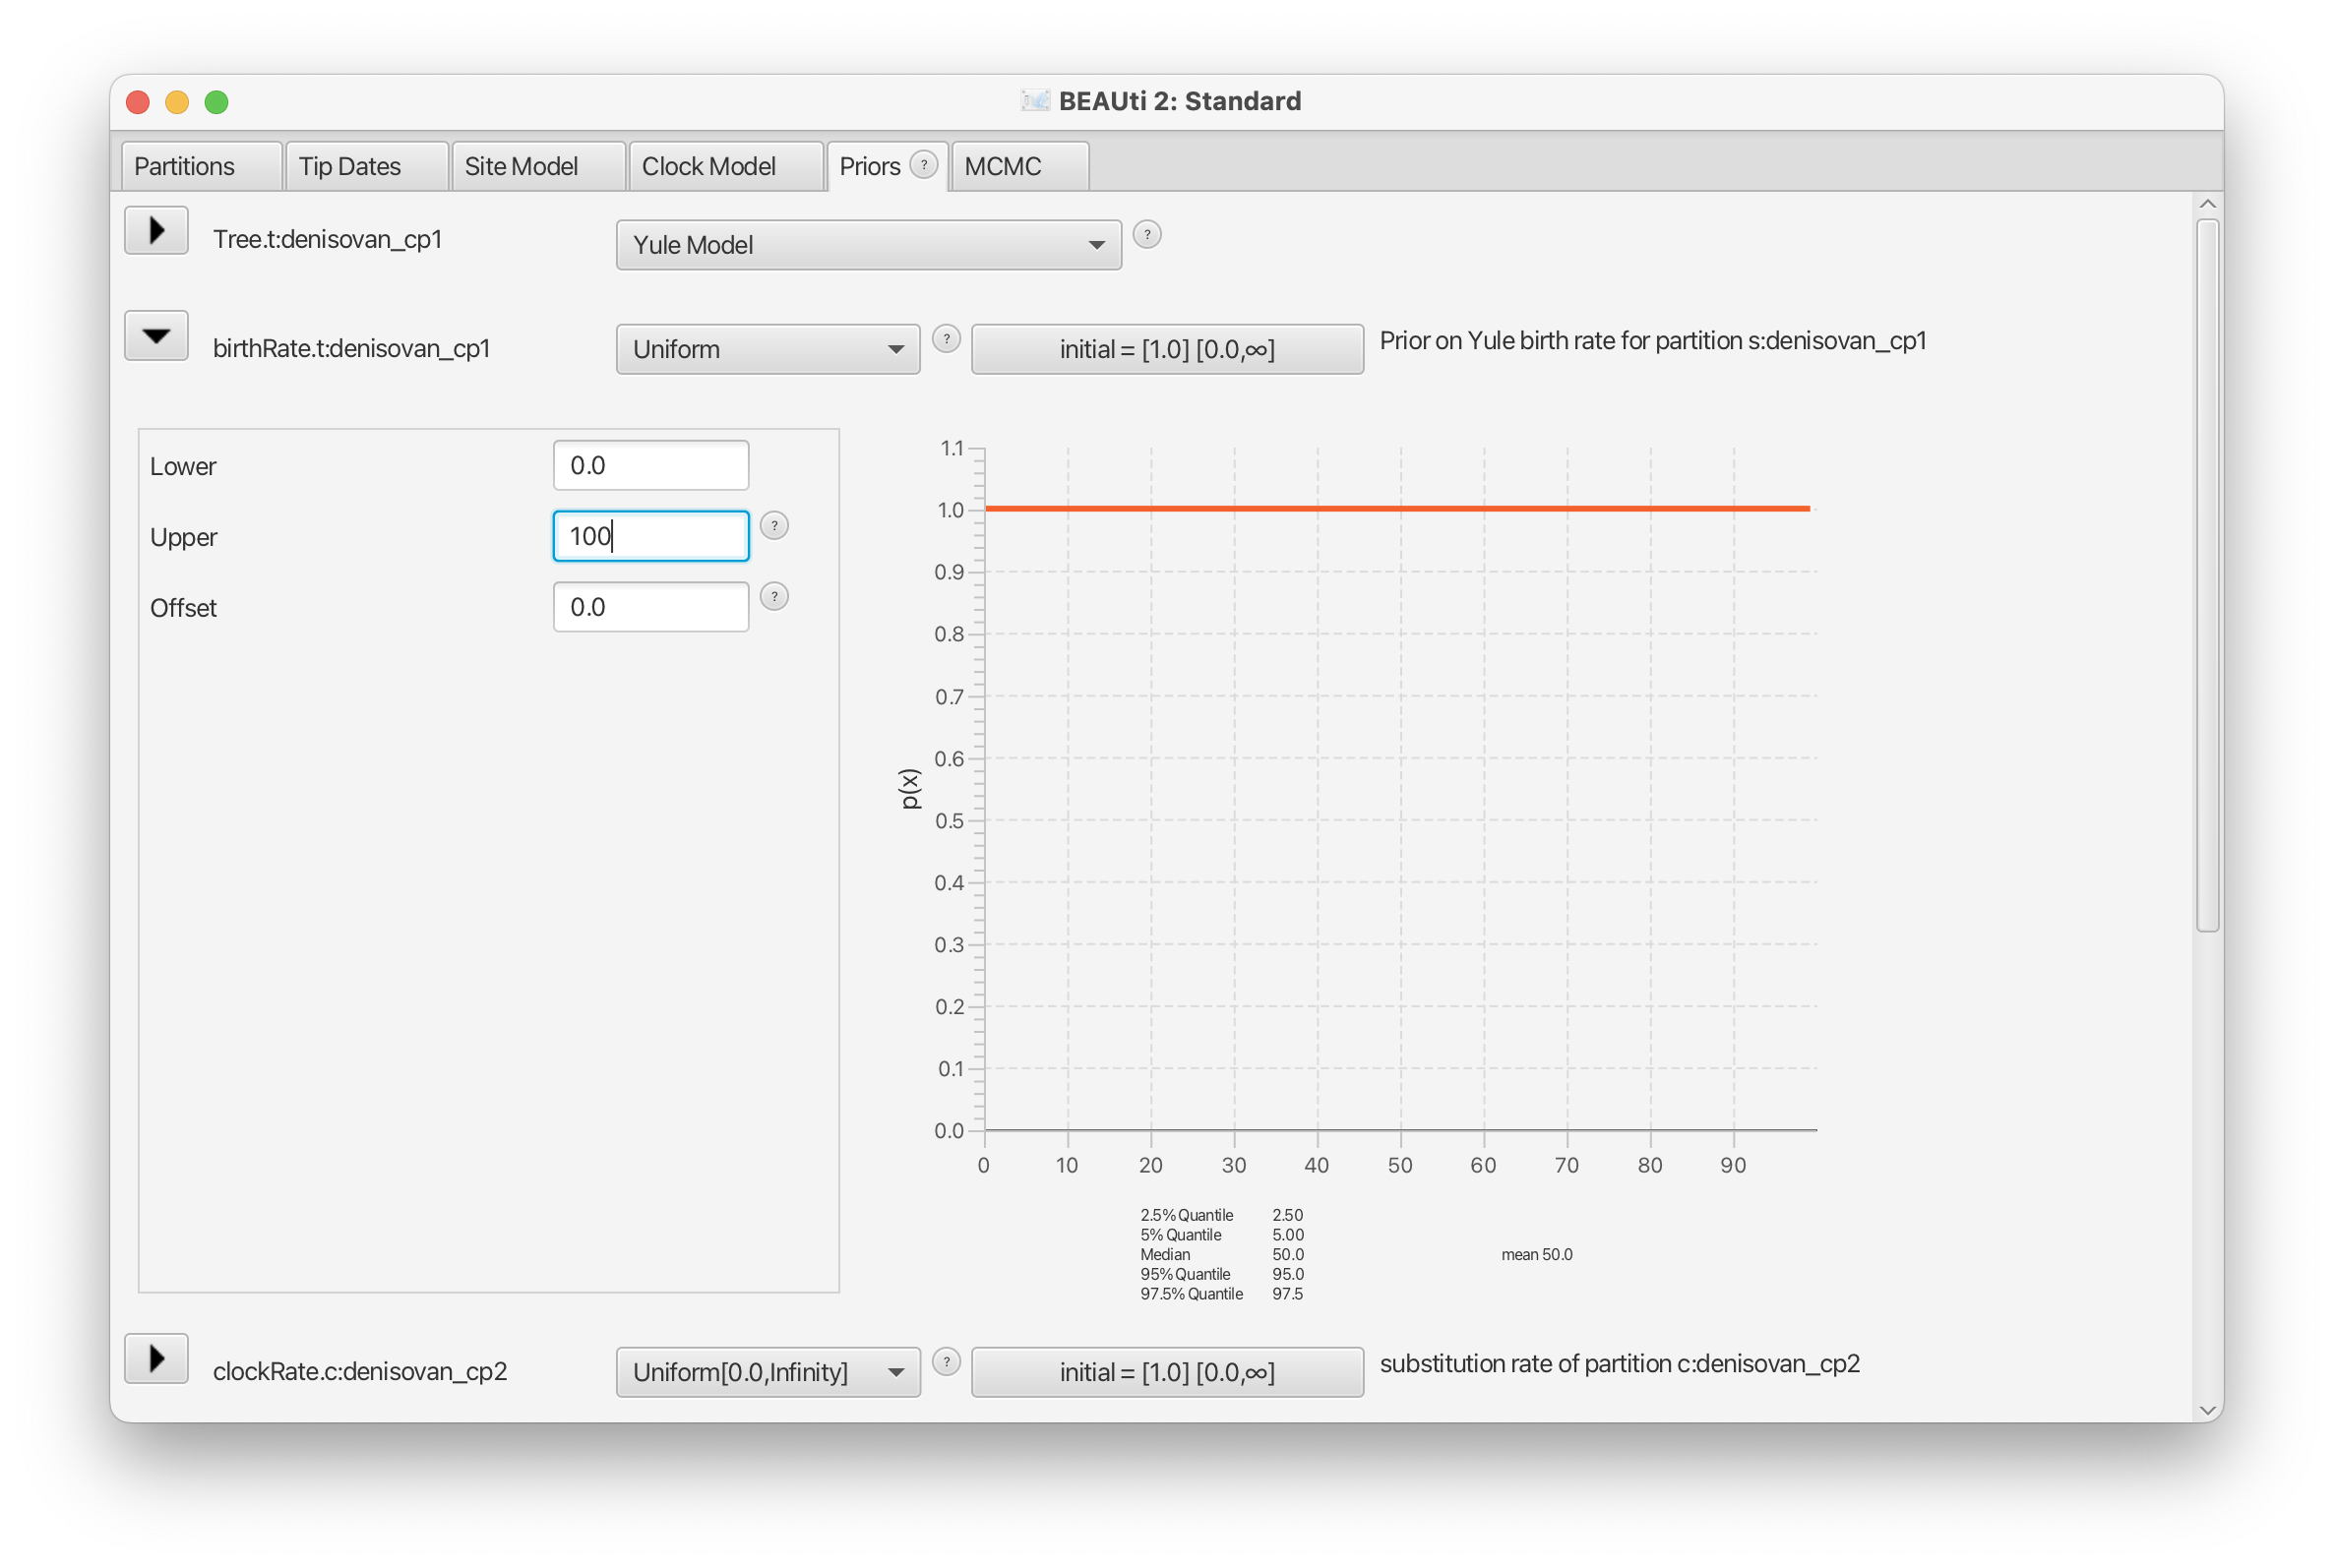 BEAUti 2: Standard
Partitions Tip Dates Site Model Clock Model Priors ? MCMC
Tree.t:denisovan_cp1 Yule Model ?
birthRate.t:denisovan_cp1 Uniform ? initial = [1.0] [0.0,∞] Prior on Yule birth rate for partition s:denisovan_cp1
Lower 0.0
Upper 100 ?
Offset 0.0 ?
1.1
1.0
0.9
0.8
0.7
0.6
0.5
0.4
0.3
0.2
0.1
0.0
p(x)
0 10 20 30 40 50 60 70 80 90
2.5% Quantile 2.50
5% Quantile 5.00
Median 50.0 mean 50.0
95% Quantile 95.0
97.5% Quantile 97.5
clockRate.c:denisovan_cp2 Uniform[0.0,Infinity] ? initial = [1.0] [0.0,∞] substitution rate of partition c:denisovan_cp2